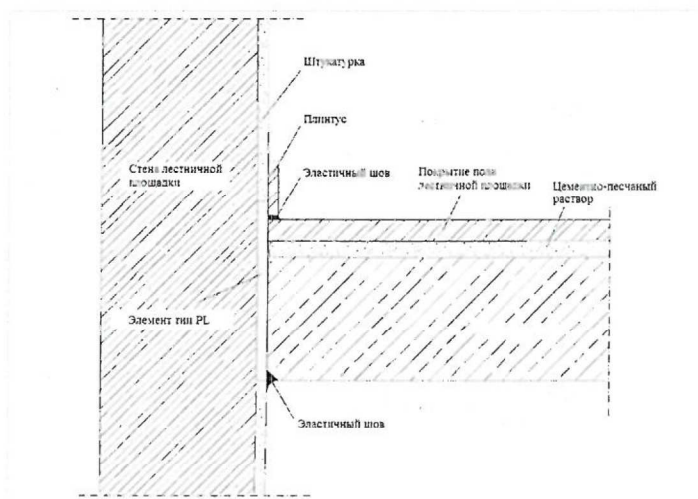 Штукатурка
Плинтус
Стена лестничной
площадки
Эластичный шов
Покрытие пола
лестничной площадки
Цементно-песчаный
раствор
Элемент тип PL
Эластичный шов